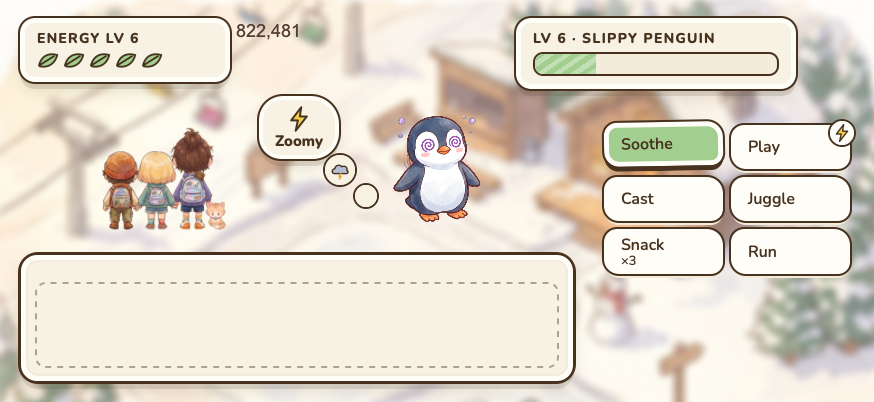 ENERGY LV 6
822,481
LV 6 · SLIPPY PENGUIN
Zoomy
Soothe
Play
Cast
Juggle
Snack
×3
Run